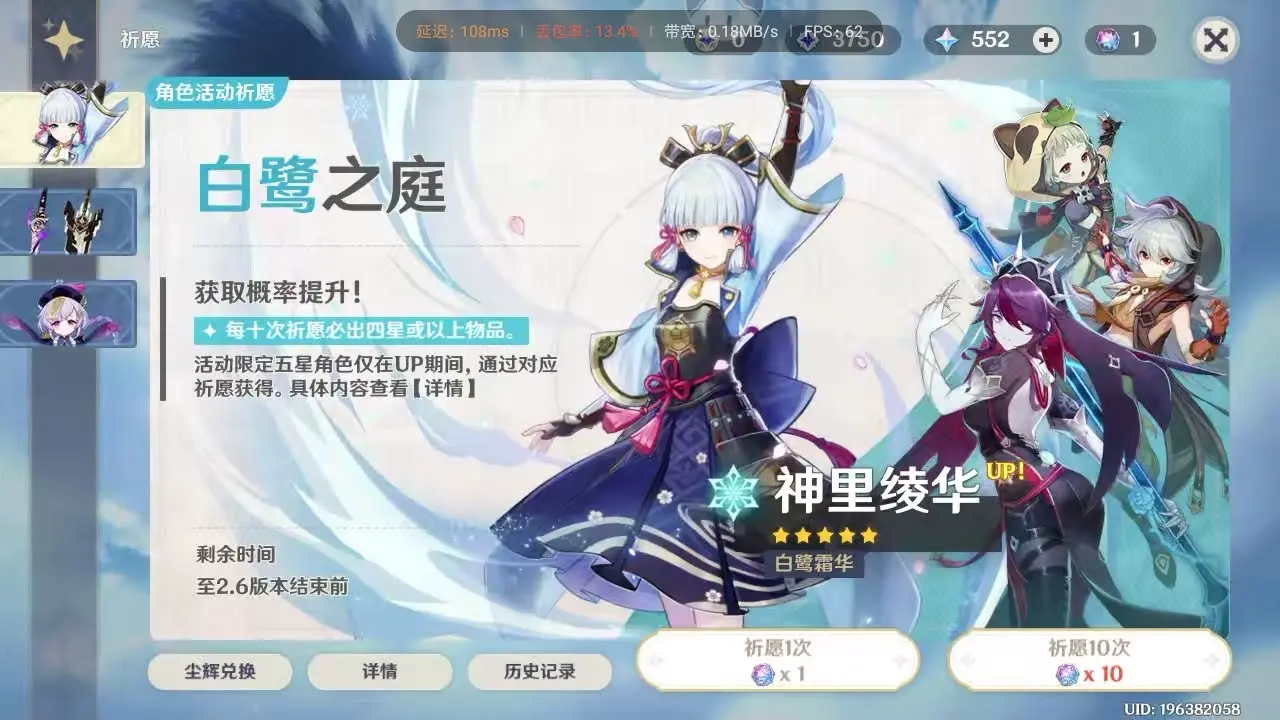 延迟：108ms | 丢包率：13.4% | 带宽：0.18MB/s | FPS：62
祈愿
0
3750
552
1
角色活动祈愿
白鹭之庭
获取概率提升！
每十次祈愿必出四星或以上物品。
活动限定五星角色仅在UP期间，通过对应
祈愿获得。具体内容查看【详情】
神里绫华 UP!
白鹭霜华
剩余时间
至2.6版本结束前
尘辉兑换
详情
历史记录
祈愿1次
x 1
祈愿10次
x 10
UID: 196382058